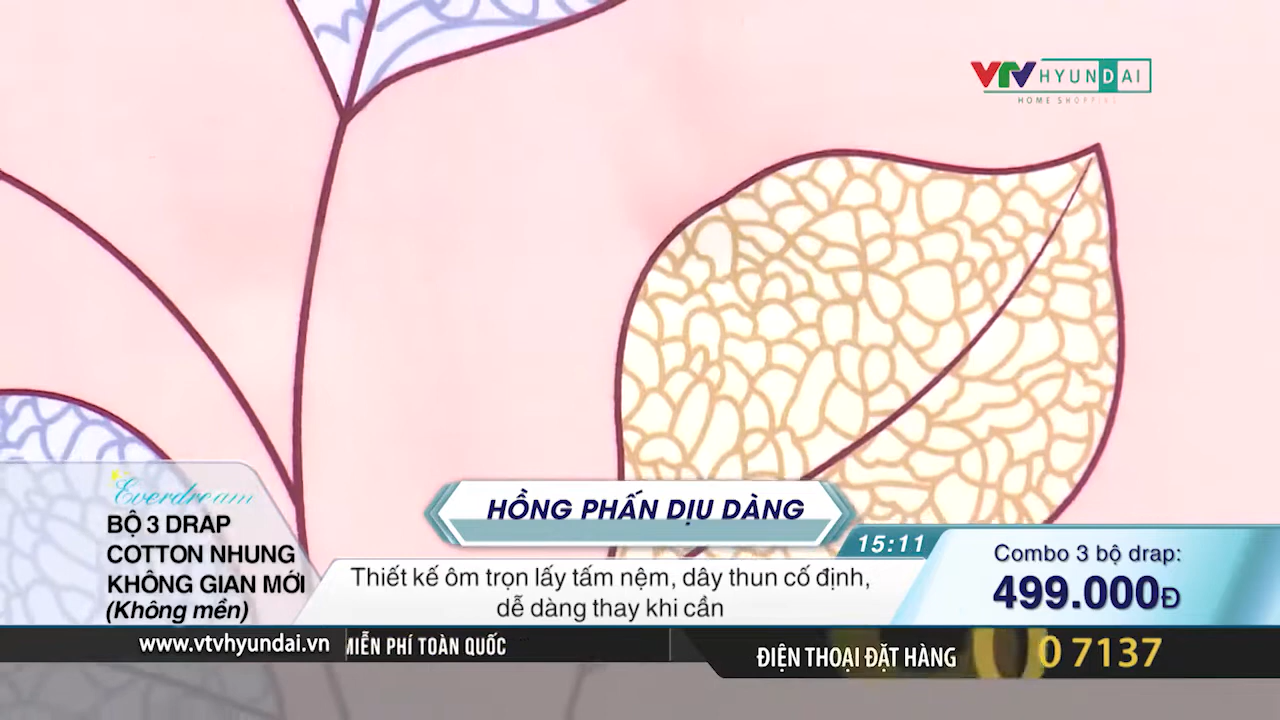 VTV HYUNDAI
HOME SHOPPING
Everdream
BỘ 3 DRAP
COTTON NHUNG
KHÔNG GIAN MỚI
(Không mền)
HỒNG PHẤN DỊU DÀNG
15:11
Thiết kế ôm trọn lấy tấm nệm, dây thun cố định,
dễ dàng thay khi cần
Combo 3 bộ drap:
499.000Đ
www.vtvhyundai.vn
MIỄN PHÍ TOÀN QUỐC
ĐIỆN THOẠI ĐẶT HÀNG
0 7137